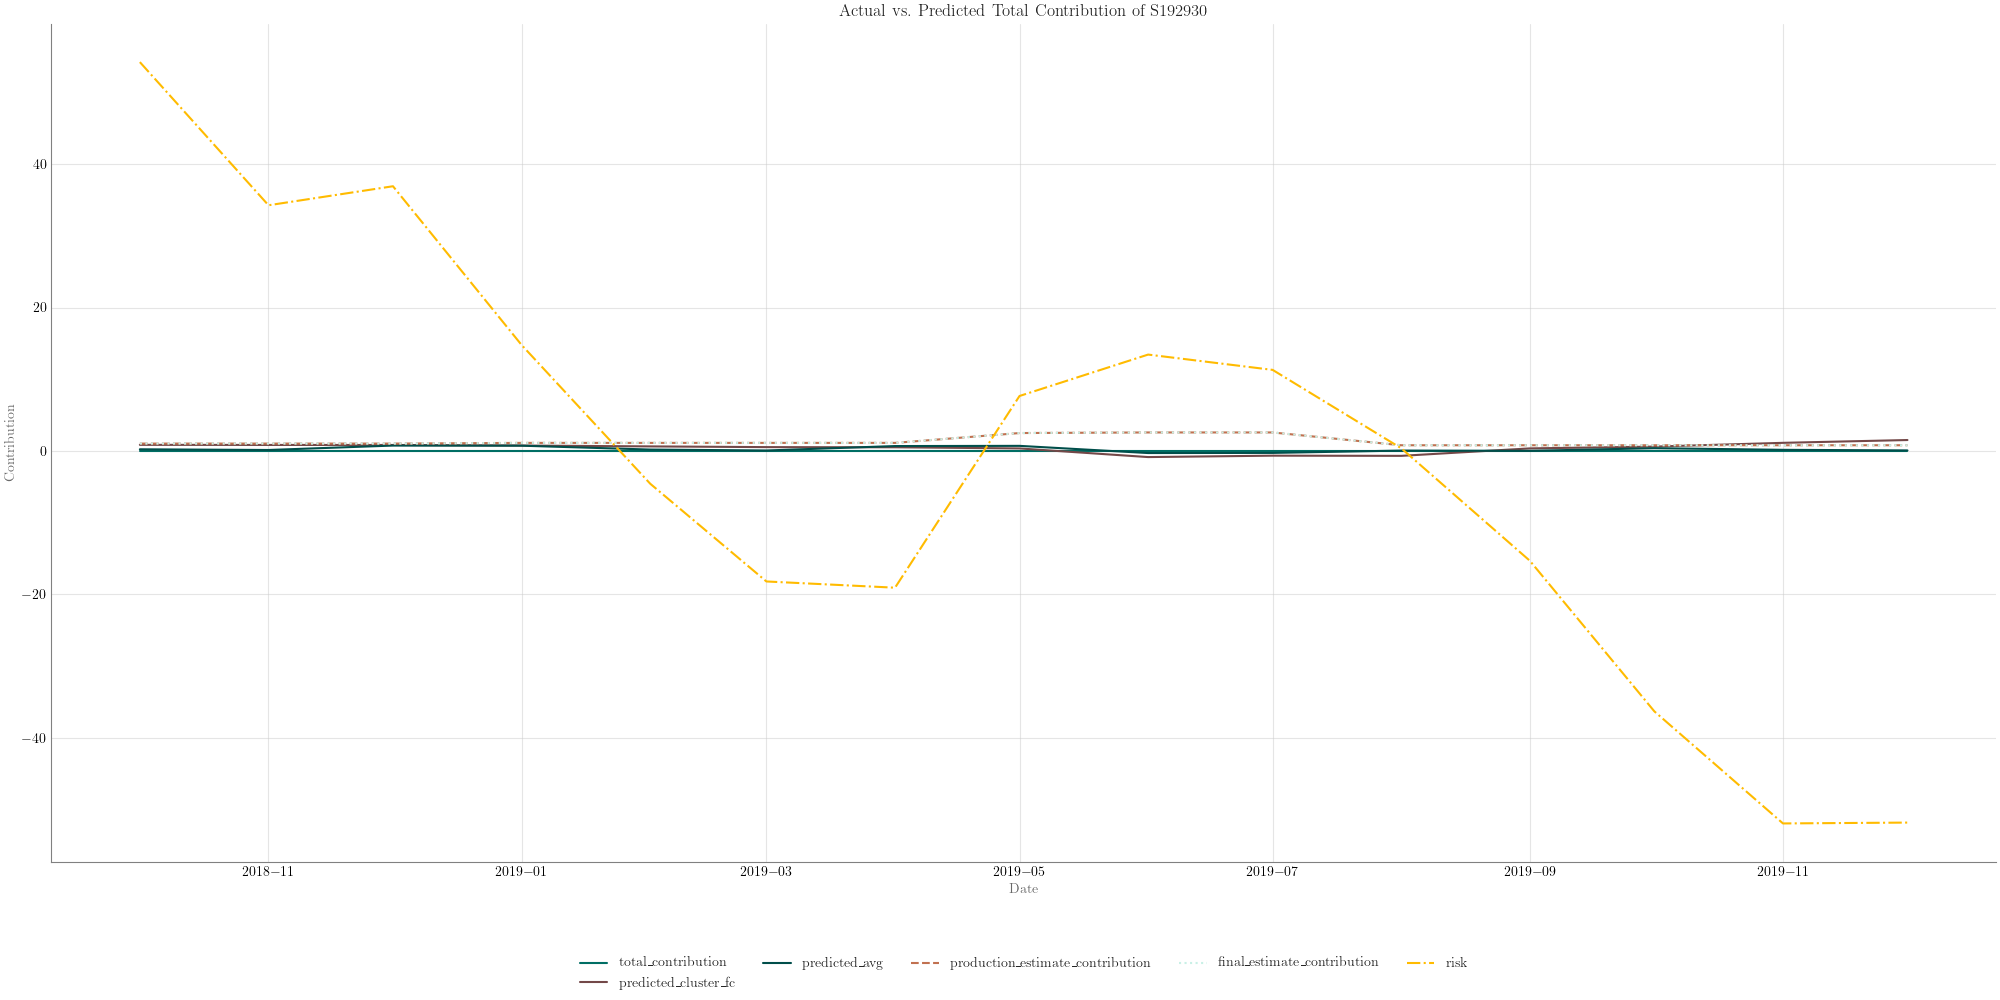 Actual vs. Predicted Total Contribution of S192930
Contribution
40
20
0
−20
−40
2018−11 2019−01 2019−03 2019−05 2019−07 2019−09 2019−11
Date
total_contribution predicted_avg production_estimate_contribution final_estimate_contribution risk
predicted_cluster_fc